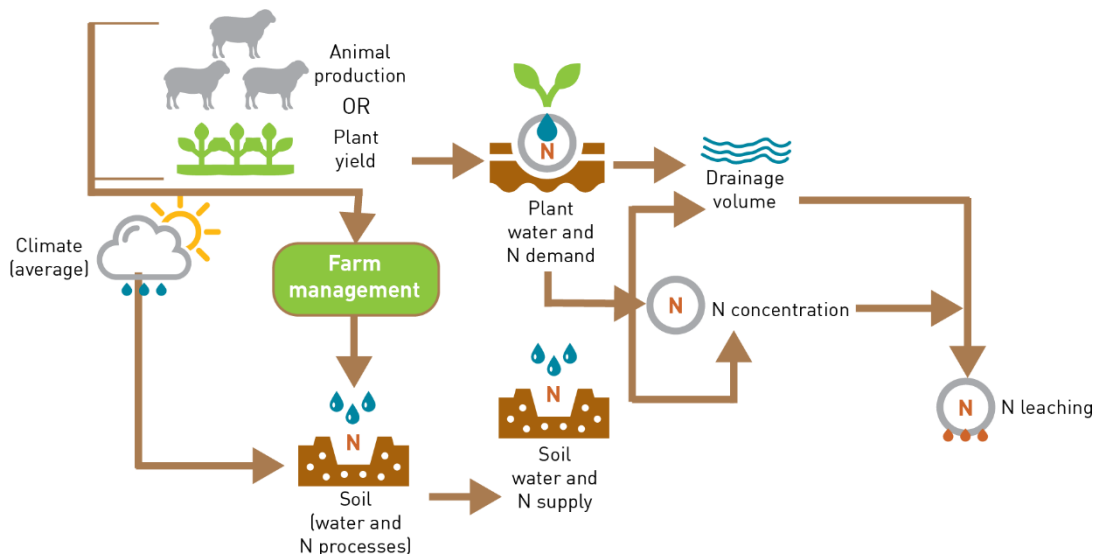 Animal
production
OR
Plant
yield
N
Drainage
volume
Plant
water and
N demand
Climate
(average)
Farm
management
N
N concentration
N
N
N
N leaching
Soil
water and
N supply
Soil
(water and
N processes)